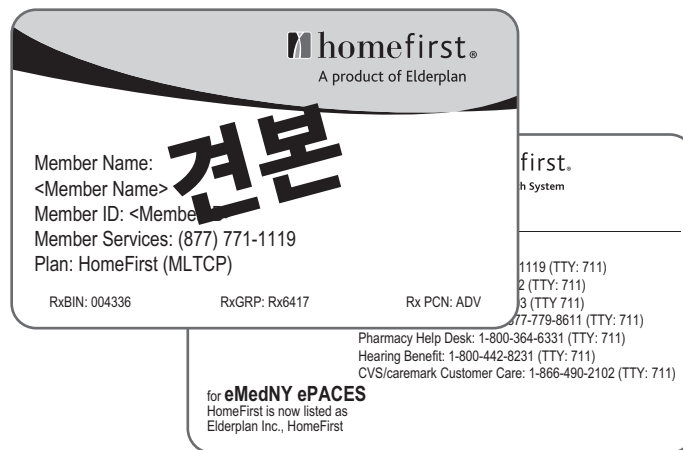 homefirst®
A product of Elderplan
견본
Member Name:
<Member Name>
Member ID: <Membe
Member Services: (877) 771-1119
Plan: HomeFirst (MLTCP)
RxBIN: 004336 RxGRP: Rx6417 Rx PCN: ADV
first®
h System
1119 (TTY: 711)
2 (TTY: 711)
3 (TTY 711)
77-779-8611 (TTY: 711)
Pharmacy Help Desk: 1-800-364-6331 (TTY: 711)
Hearing Benefit: 1-800-442-8231 (TTY: 711)
CVS/caremark Customer Care: 1-866-490-2102 (TTY: 711)
for eMedNY ePACES
HomeFirst is now listed as
Elderplan Inc., HomeFirst